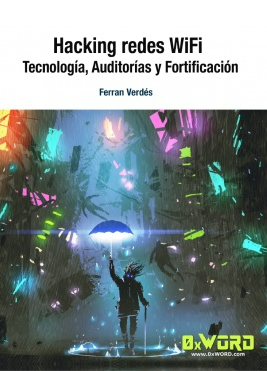 Hacking redes WiFi
Tecnología, Auditorías y Fortificación
Ferran Verdés
0xWORD
www.0xWORD.com